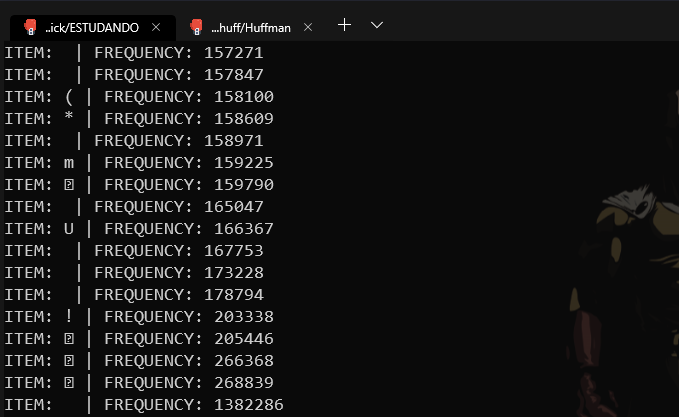 ..ick/ESTUDANDO
...huff/Huffman
ITEM:   | FREQUENCY: 157271
ITEM:   | FREQUENCY: 157847
ITEM: ( | FREQUENCY: 158100
ITEM: * | FREQUENCY: 158609
ITEM:   | FREQUENCY: 158971
ITEM: m | FREQUENCY: 159225
ITEM: ⍰ | FREQUENCY: 159790
ITEM:   | FREQUENCY: 165047
ITEM: U | FREQUENCY: 166367
ITEM:   | FREQUENCY: 167753
ITEM:   | FREQUENCY: 173228
ITEM:   | FREQUENCY: 178794
ITEM: ! | FREQUENCY: 203338
ITEM: ⍰ | FREQUENCY: 205446
ITEM: ⍰ | FREQUENCY: 266368
ITEM: ⍰ | FREQUENCY: 268839
ITEM:   | FREQUENCY: 1382286